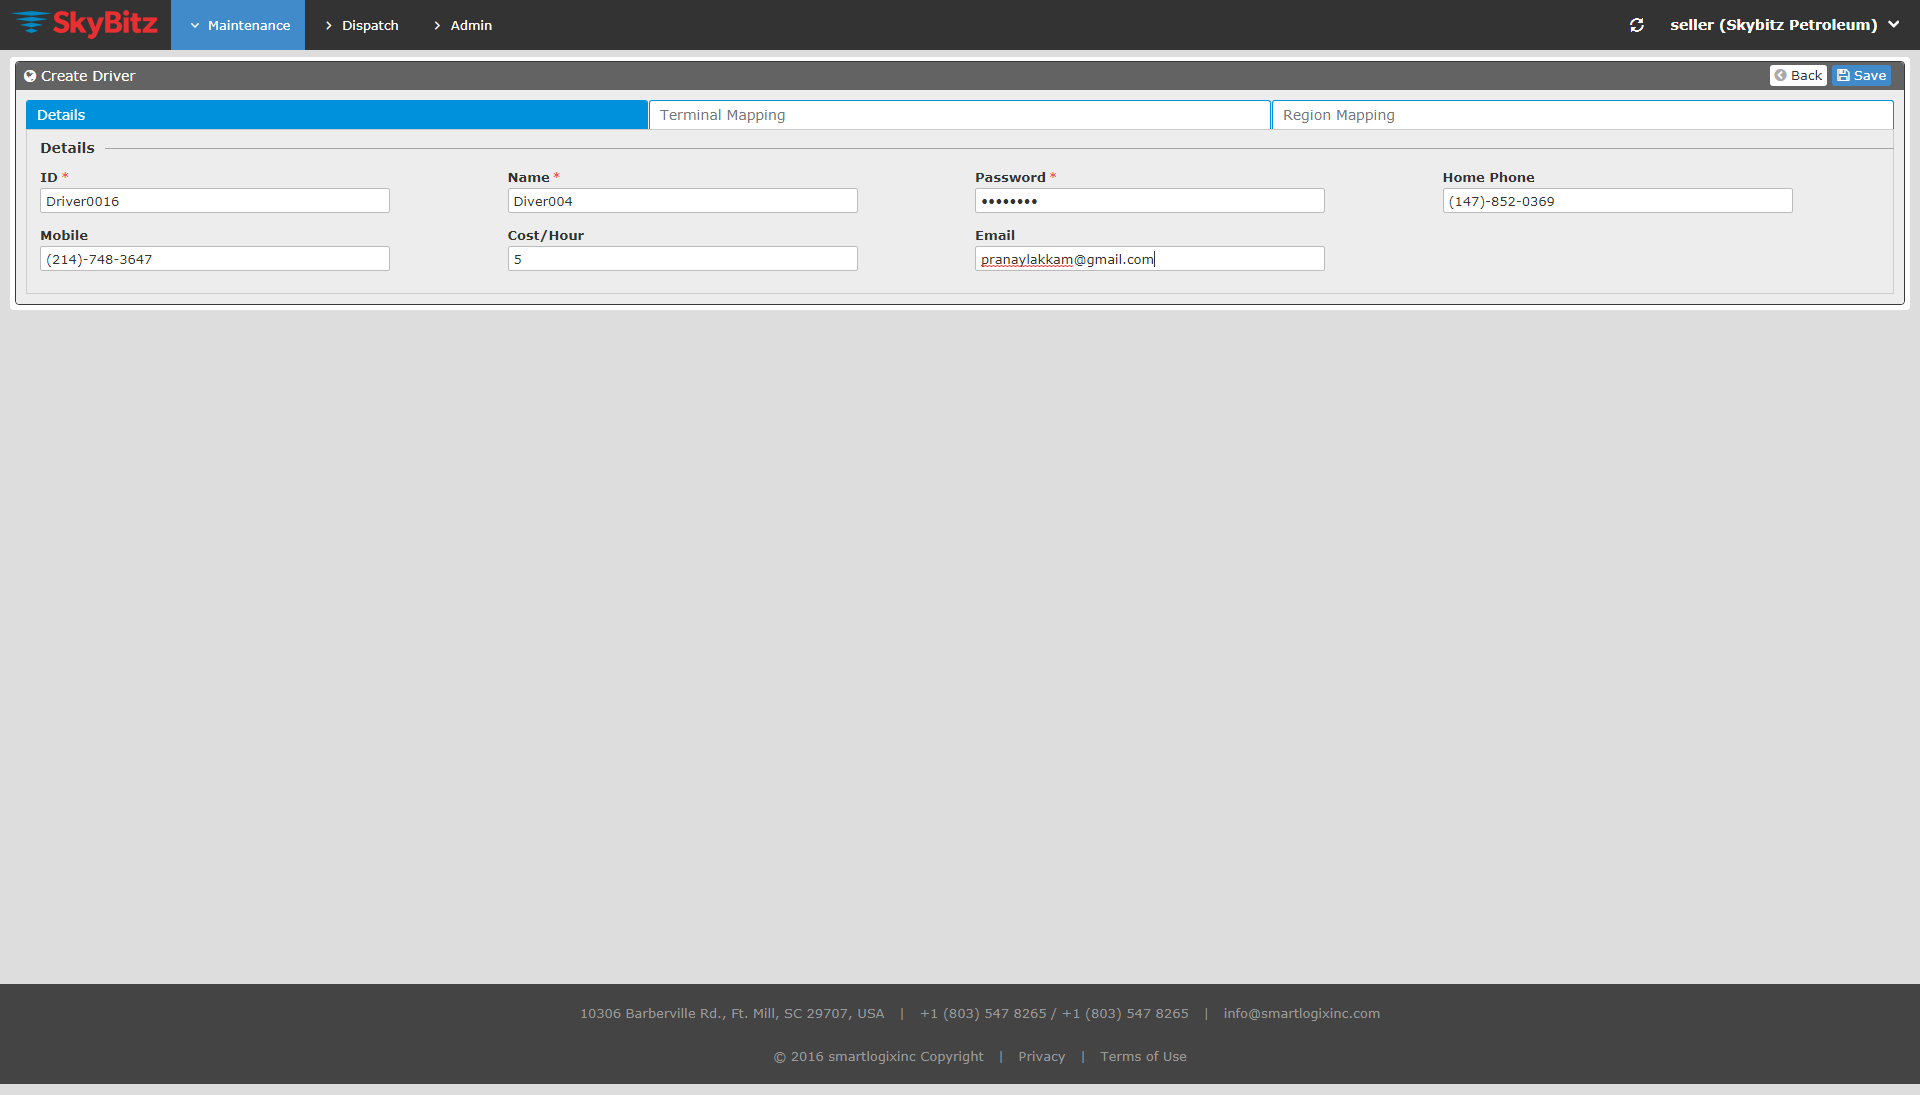 SkyBitz Maintenance Dispatch Admin seller (Skybitz Petroleum)
Create Driver Back Save
Details Terminal Mapping Region Mapping
Details
ID * Name * Password * Home Phone
Driver0016 Diver004 •••••••• (147)-852-0369
Mobile Cost/Hour Email
(214)-748-3647 5 pranaylakkam@gmail.com
10306 Barberville Rd., Ft. Mill, SC 29707, USA | +1 (803) 547 8265 / +1 (803) 547 8265 | info@smartlogixinc.com
© 2016 smartlogixinc Copyright | Privacy | Terms of Use